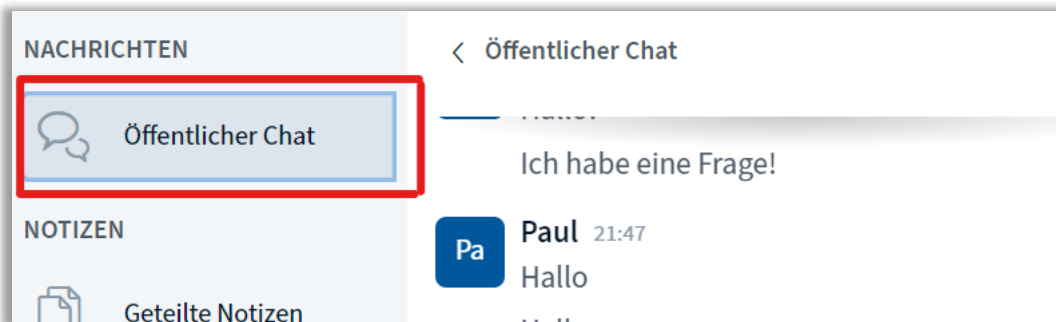 NACHRICHTEN
Öffentlicher Chat
NOTIZEN
Geteilte Notizen
Öffentlicher Chat
Ich habe eine Frage!
Pa
Paul 21:47
Hallo